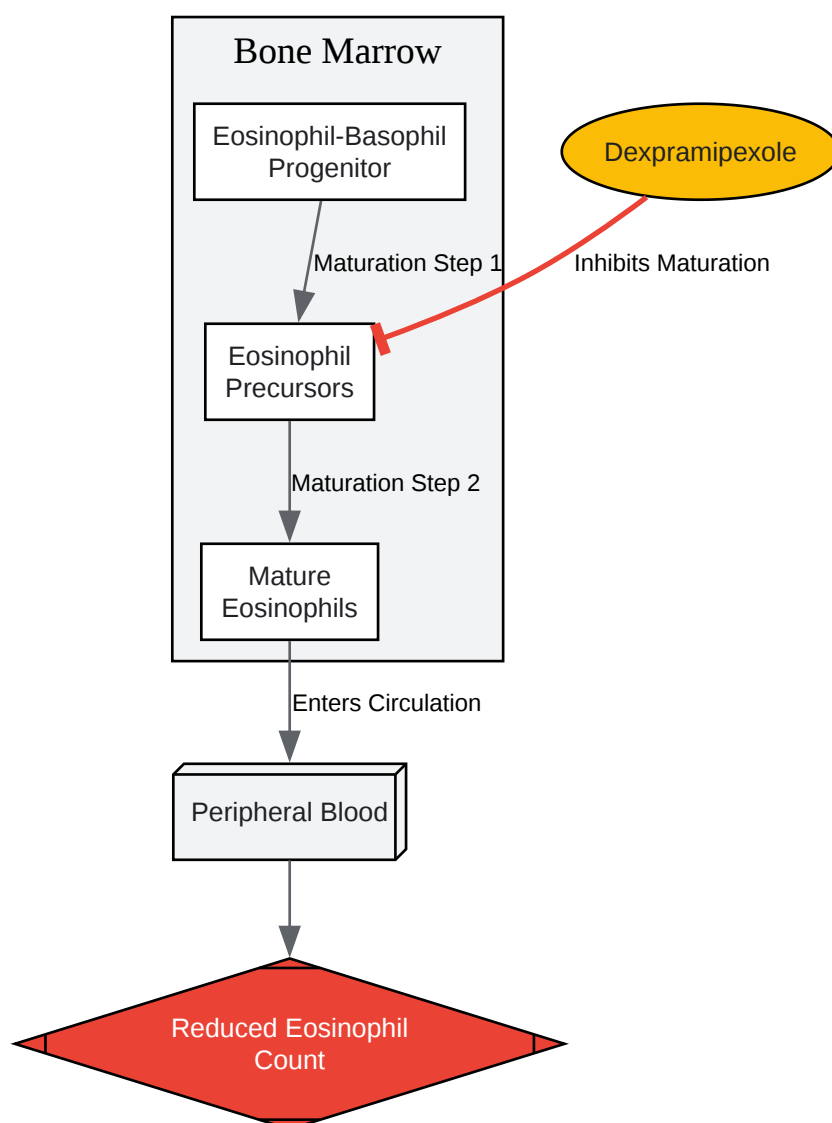 Bone Marrow
Eosinophil-Basophil
Progenitor
Dexpramipexole
Maturation Step 1
Inhibits Maturation
Eosinophil
Precursors
Maturation Step 2
Mature
Eosinophils
Enters Circulation
Peripheral Blood
Reduced Eosinophil
Count